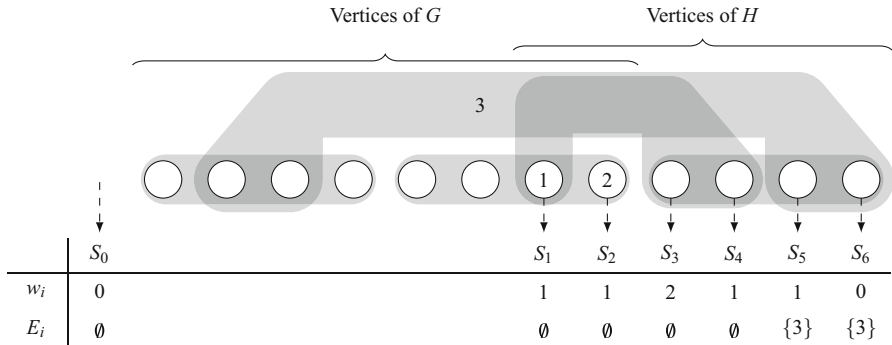 Vertices of G Vertices of H
3
1 2
S0 S1 S2 S3 S4 S5 S6
wi 0 1 1 2 1 1 0
Ei ∅ ∅ ∅ ∅ ∅ {3} {3}